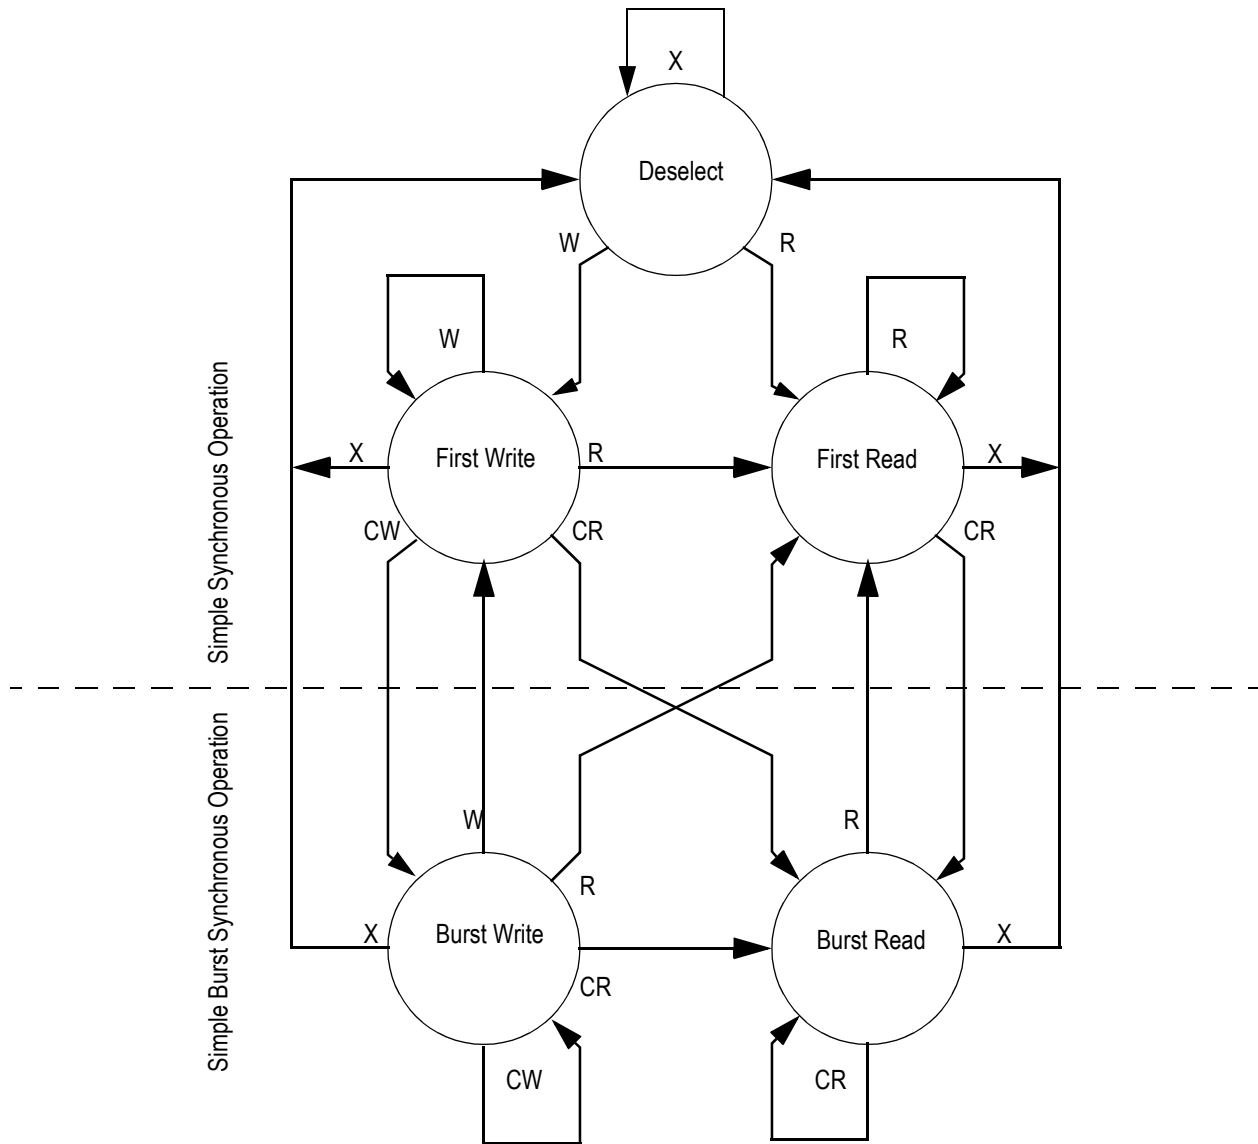 X
Deselect
W
R
W
R
Simple Synchronous Operation
X
First Write
R
First Read
X
CW
CR
CR
Simple Burst Synchronous Operation
W
R
R
X
Burst Write
Burst Read
X
CR
CW
CR